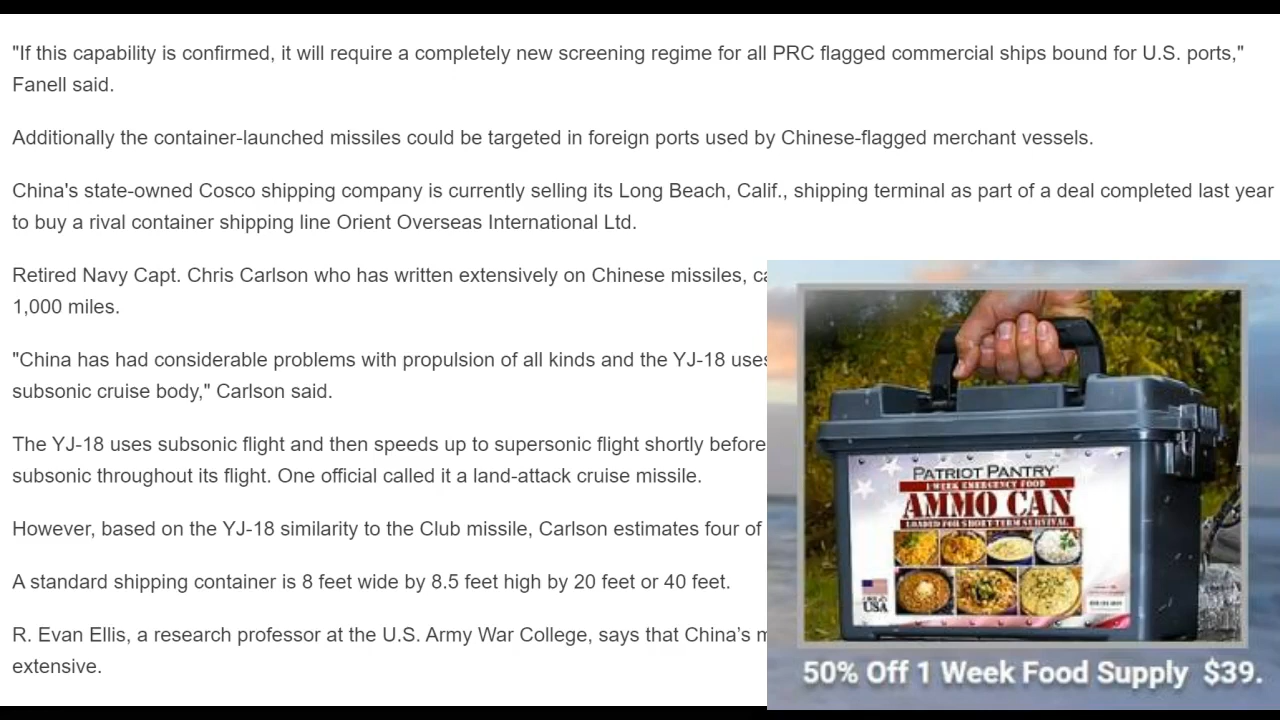 "If this capability is confirmed, it will require a completely new screening regime for all PRC flagged commercial ships bound for U.S. ports,"
Fanell said.
Additionally the container-launched missiles could be targeted in foreign ports used by Chinese-flagged merchant vessels.
China's state-owned Cosco shipping company is currently selling its Long Beach, Calif., shipping terminal as part of a deal completed last year
to buy a rival container shipping line Orient Overseas International Ltd.
Retired Navy Capt. Chris Carlson who has written extensively on Chinese missiles,
1,000 miles.
"China has had considerable problems with propulsion of all kinds and the YJ-18 uses
subsonic cruise body," Carlson said.
The YJ-18 uses subsonic flight and then speeds up to supersonic flight shortly before
subsonic throughout its flight. One official called it a land-attack cruise missile.
However, based on the YJ-18 similarity to the Club missile, Carlson estimates four of
A standard shipping container is 8 feet wide by 8.5 feet high by 20 feet or 40 feet.
R. Evan Ellis, a research professor at the U.S. Army War College, says that China's
extensive.
PATRIOT PANTRY
1-WEEK EMERGENCY FOOD
AMMO CAN
LOADED FOR SHORT TERM SURVIVAL
USA
50% Off 1 Week Food Supply $39.